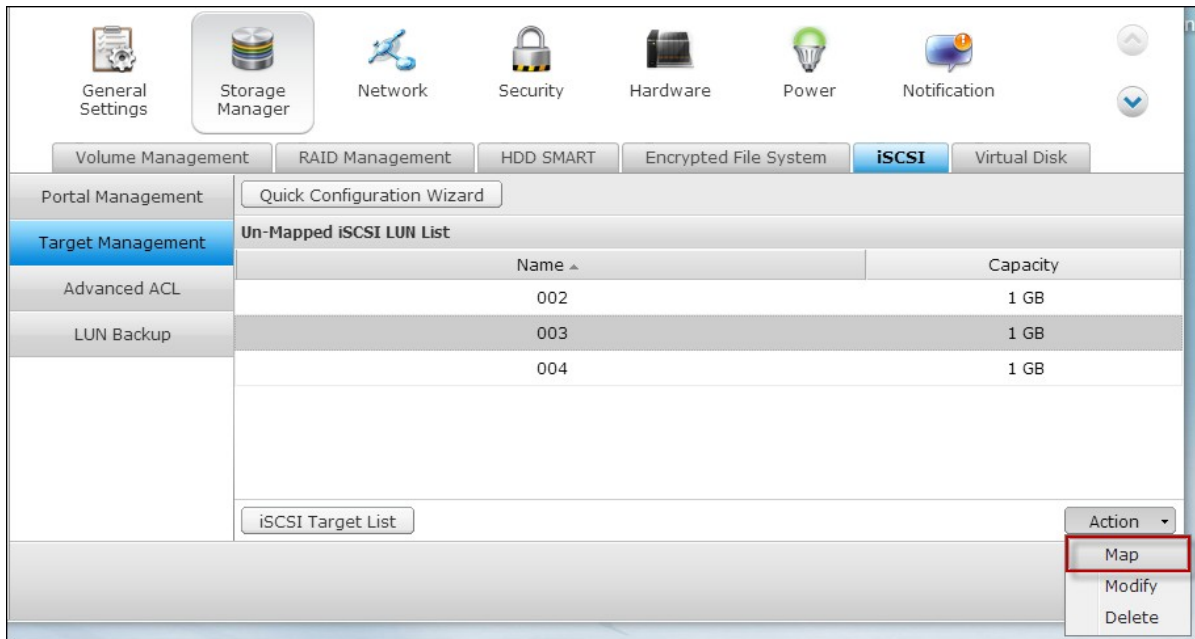 General Settings
Storage Manager
Network
Security
Hardware
Power
Notification
Volume Management
RAID Management
HDD SMART
Encrypted File System
iSCSI
Virtual Disk
Portal Management
Target Management
Advanced ACL
LUN Backup
Quick Configuration Wizard
Un-Mapped iSCSI LUN List
Name Capacity
002 1 GB
003 1 GB
004 1 GB
iSCSI Target List
Action
Map
Modify
Delete